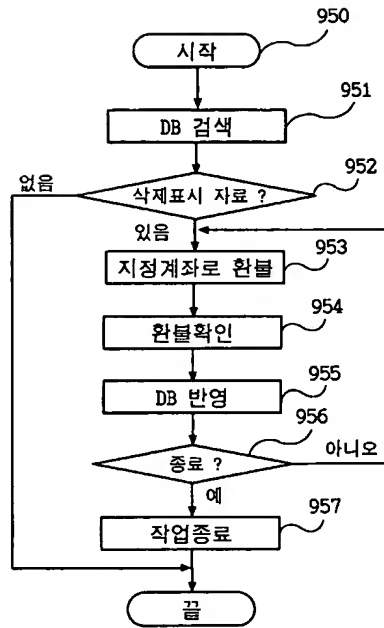 950
시작
951
DB 검색
952
없음
삭제표시 자료 ?
있음
953
지정계좌로 환불
954
환불확인
955
DB 반영
956
종료 ?
아니오
예
957
작업종료
끝